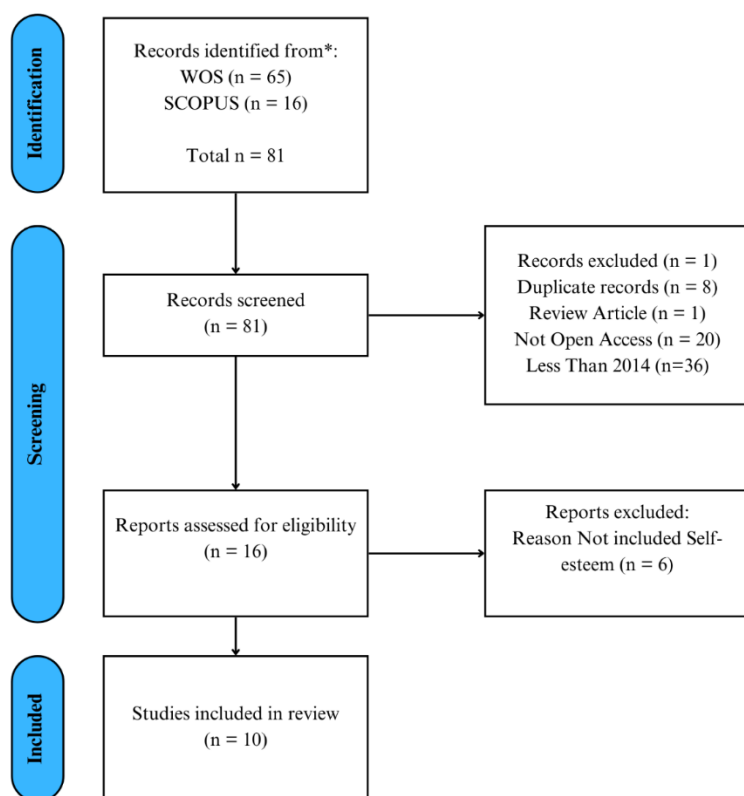 Identification
Records identified from*:
WOS (n = 65)
SCOPUS (n = 16)
Total n = 81
Screening
Records screened
(n = 81)
Records excluded (n = 1)
Duplicate records (n = 8)
Review Article (n = 1)
Not Open Access (n = 20)
Less Than 2014 (n=36)
Reports assessed for eligibility
(n = 16)
Reports excluded:
Reason Not included Self-
esteem (n = 6)
Included
Studies included in review
(n = 10)